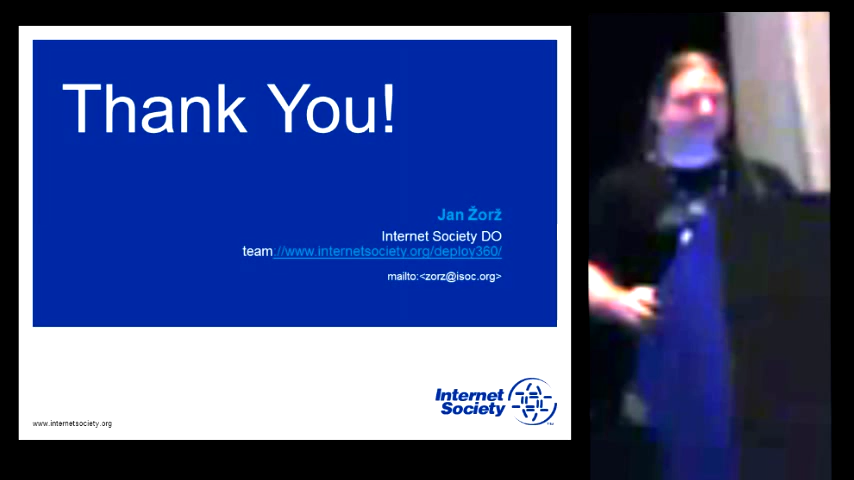 Thank You!
Jan Žorž
Internet Society DO
team://www.internetsociety.org/deploy360/
mailto:<zorz@isoc.org>
Internet
Society
TM
www.internetsociety.org